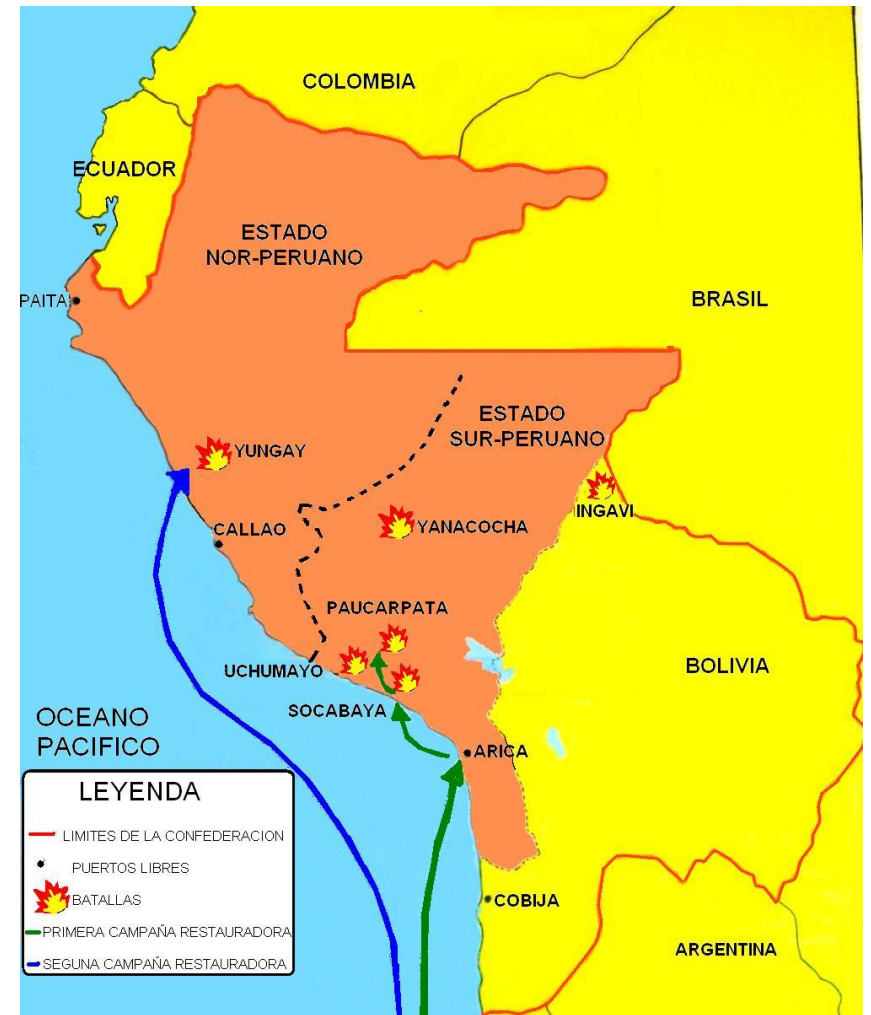 COLOMBIA
ECUADOR
ESTADO
NOR-PERUANO
PAITA
BRASIL
ESTADO
SUR-PERUANO
YUNGAY
INGAVI
CALLAO
YANACOCHA
PAUCARPATA
UCHUMAYO
BOLIVIA
SOCABAYA
OCEANO
PACIFICO
ARICA
LEYENDA
LIMITES DE LA CONFEDERACION
PUERTOS LIBRES
BATALLAS
PRIMERA CAMPAÑA RESTAURADORA
SEGUNA CAMPAÑA RESTAURADORA
COBIJA
ARGENTINA